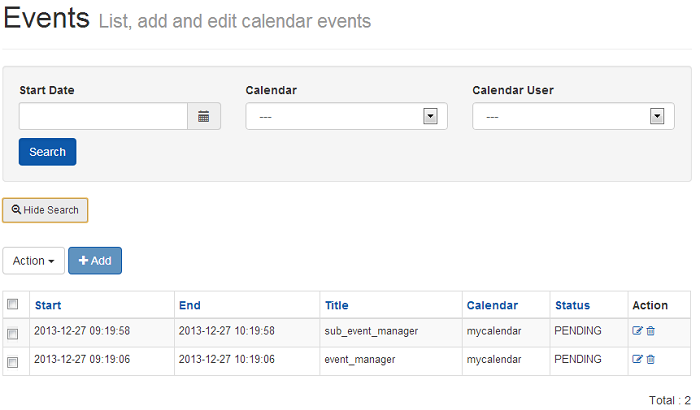 Events List, add and edit calendar events
Start Date Calendar Calendar User
--- ---
Search
Hide Search
Action Add
Start End Title Calendar Status Action
2013-12-27 09:19:58 2013-12-27 10:19:58 sub_event_manager mycalendar PENDING
2013-12-27 09:19:06 2013-12-27 10:19:06 event_manager mycalendar PENDING
Total : 2